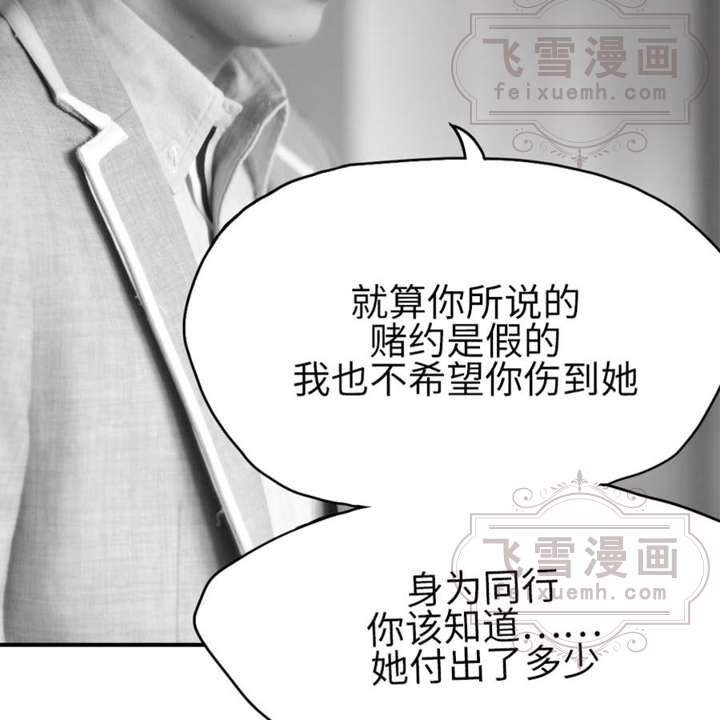 飞雪漫画
feixuemh.com
就算你所说的
赌约是假的
我也不希望你伤到她
飞雪漫画
feixuemh.com
身为同行
你该知道……
她付出了多少